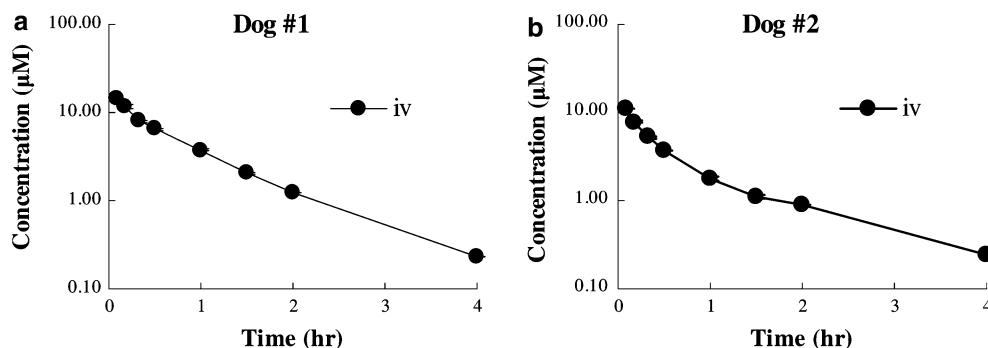 a
Dog #1
100.00
10.00
1.00
0.10
Concentration (µM)
iv
0 1 2 3 4
Time (hr)
b
Dog #2
100.00
10.00
1.00
0.10
Concentration (µM)
iv
0 1 2 3 4
Time (hr)